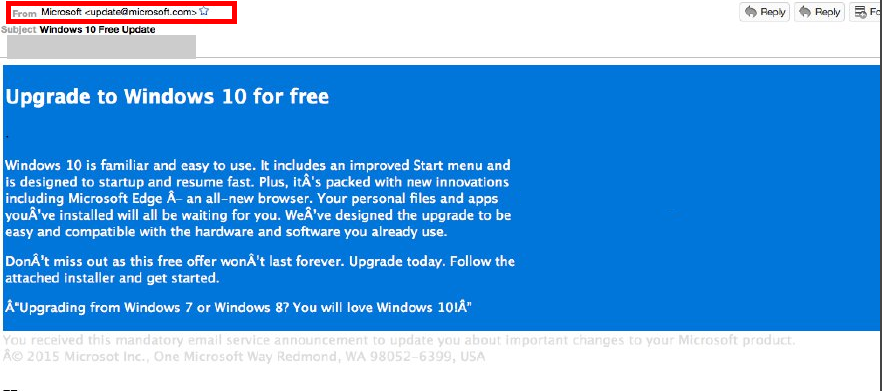 From Microsoft <update@microsoft.com>
Reply Reply Fo
Subject Windows 10 Free Update
Upgrade to Windows 10 for free
Windows 10 is familiar and easy to use. It includes an improved Start menu and
is designed to startup and resume fast. Plus, itÂ's packed with new innovations
including Microsoft Edge Â– an all-new browser. Your personal files and apps
youÂ've installed will all be waiting for you. WeÂ've designed the upgrade to be
easy and compatible with the hardware and software you already use.
DonÂ't miss out as this free offer wonÂ't last forever. Upgrade today. Follow the
attached installer and get started.
Â“Upgrading from Windows 7 or Windows 8? You will love Windows 10!Â”
You received this mandatory email service announcement to update you about important changes to your Microsoft product.
Â© 2015 Microsot Inc., One Microsoft Way Redmond, WA 98052-6399, USA